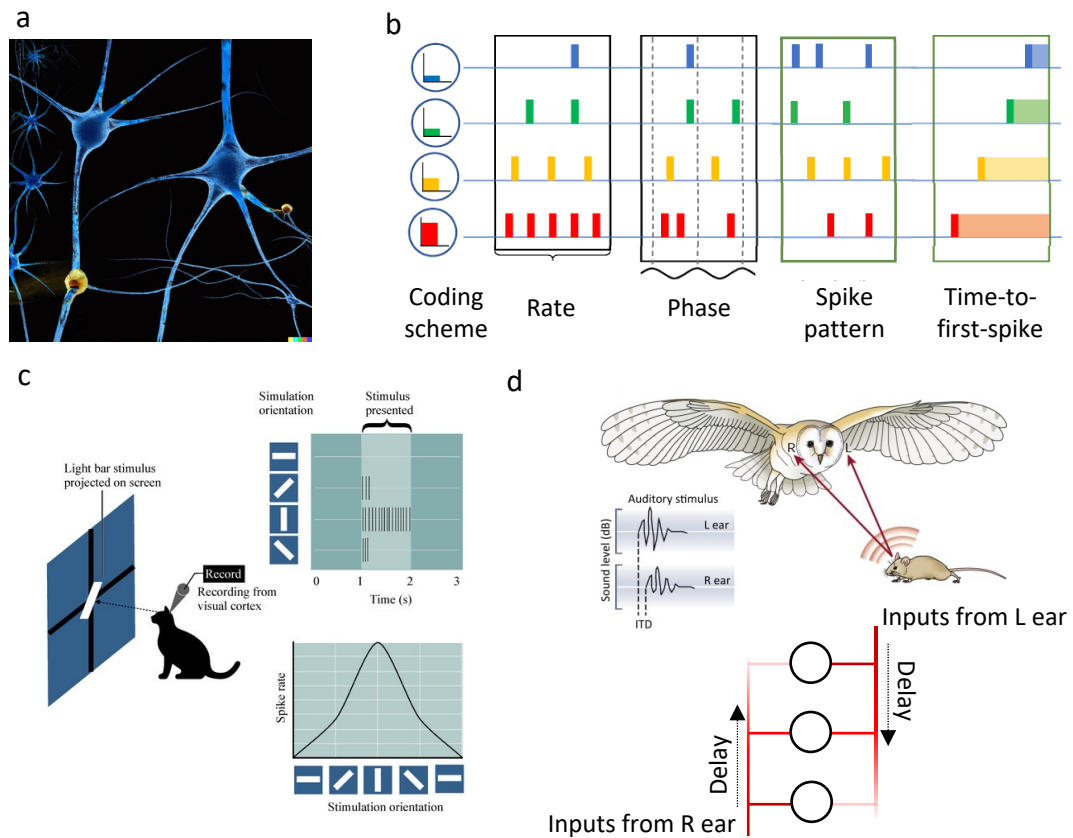 a
b
Coding
scheme
Rate
Phase
Spike
pattern
Time-to-
first-spike
c
Simulation
orientation
Stimulus
presented
Light bar stimulus
projected on screen
Record
Recording from
visual cortex
0 1 2 3
Time (s)
Spike rate
Stimulation orientation
d
R
L
Auditory stimulus
Sound level (dB)
L ear
R ear
ITD
Inputs from L ear
Delay
Delay
Inputs from R ear